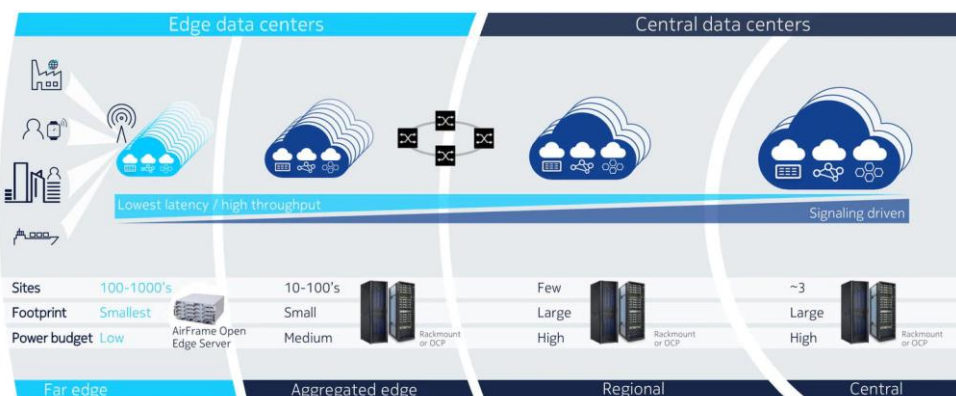 Edge data centers
Central data centers
Lowest latency / high throughput
Signaling driven
Sites 100-1000's 10-100's Few ~3
Footprint Smallest Small Large Large
Power budget Low Medium High High
AirFrame Open
Edge Server
Rackmount
or OCP
Rackmount
or OCP
Rackmount
or OCP
Far edge
Aggregated edge
Regional
Central